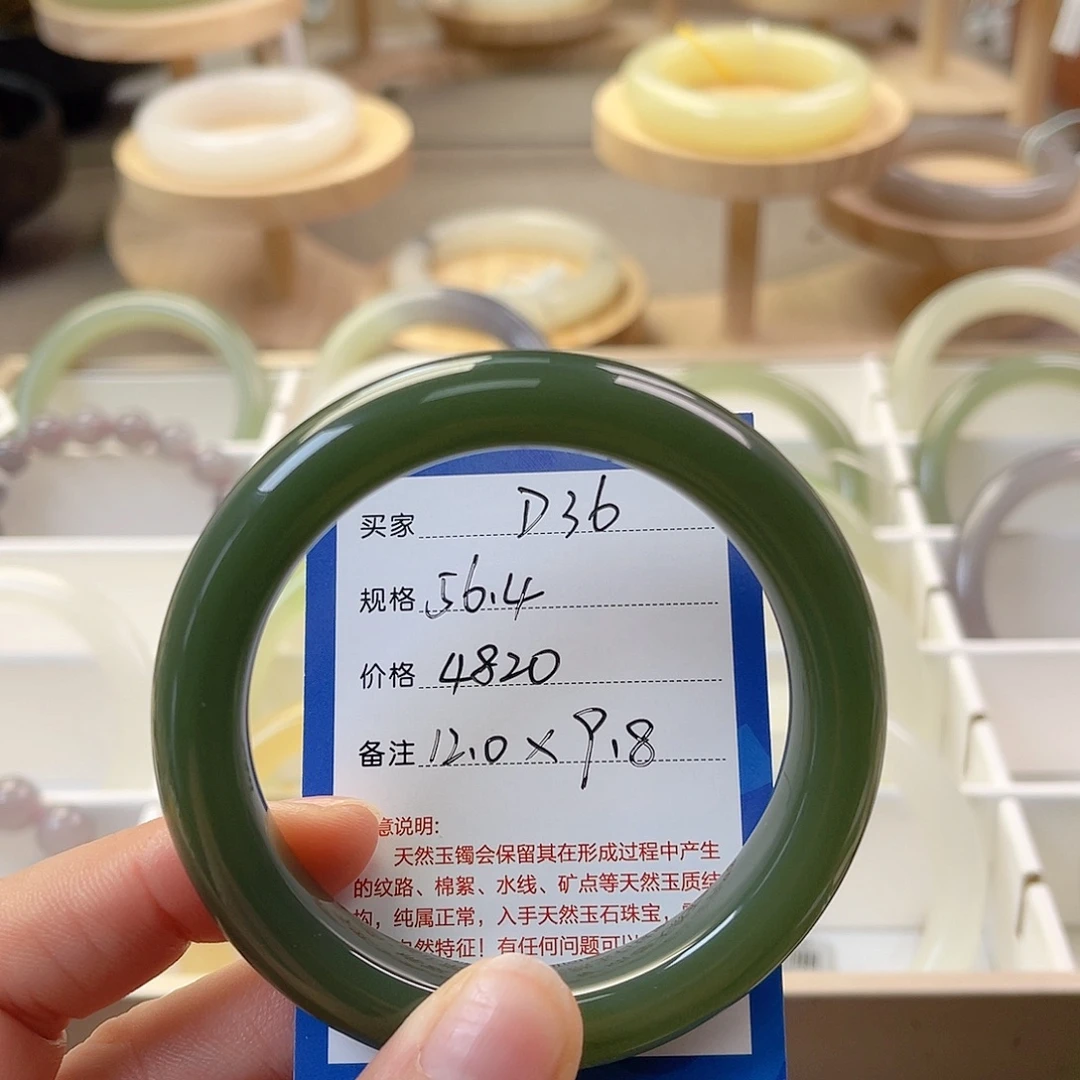 买家 D36
规格 56.4
价格 4820
备注 12.0×9.8
意说明:
天然玉镯会保留其在形成过程中产生
的纹路、棉絮、水线、矿点等天然玉质结
构，纯属正常，入手天然玉石珠宝，
自然特征！有任何问题可以